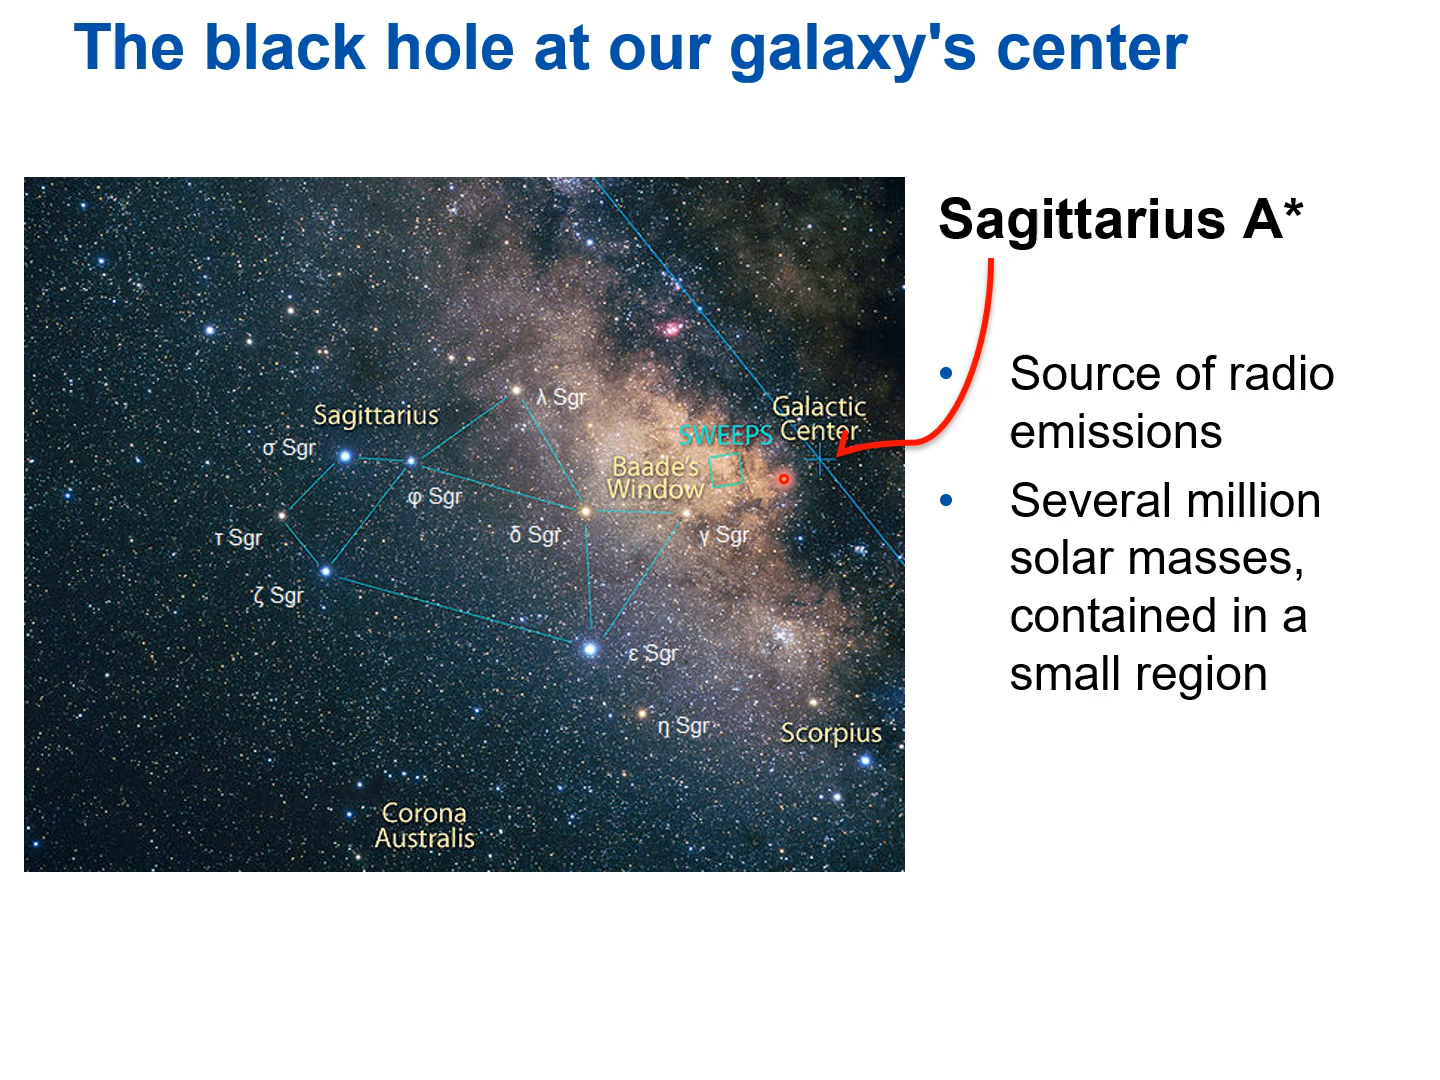 The black hole at our galaxy's center
Sagittarius A*
• Source of radio
emissions
• Several million
solar masses,
contained in a
small region
λ Sgr
Sagittarius
σ Sgr
φ Sgr
τ Sgr
ζ Sgr
δ Sgr
γ Sgr
ε Sgr
η Sgr
Galactic
Center
SWEEPS
Baade's
Window
Scorpius
Corona
Australis